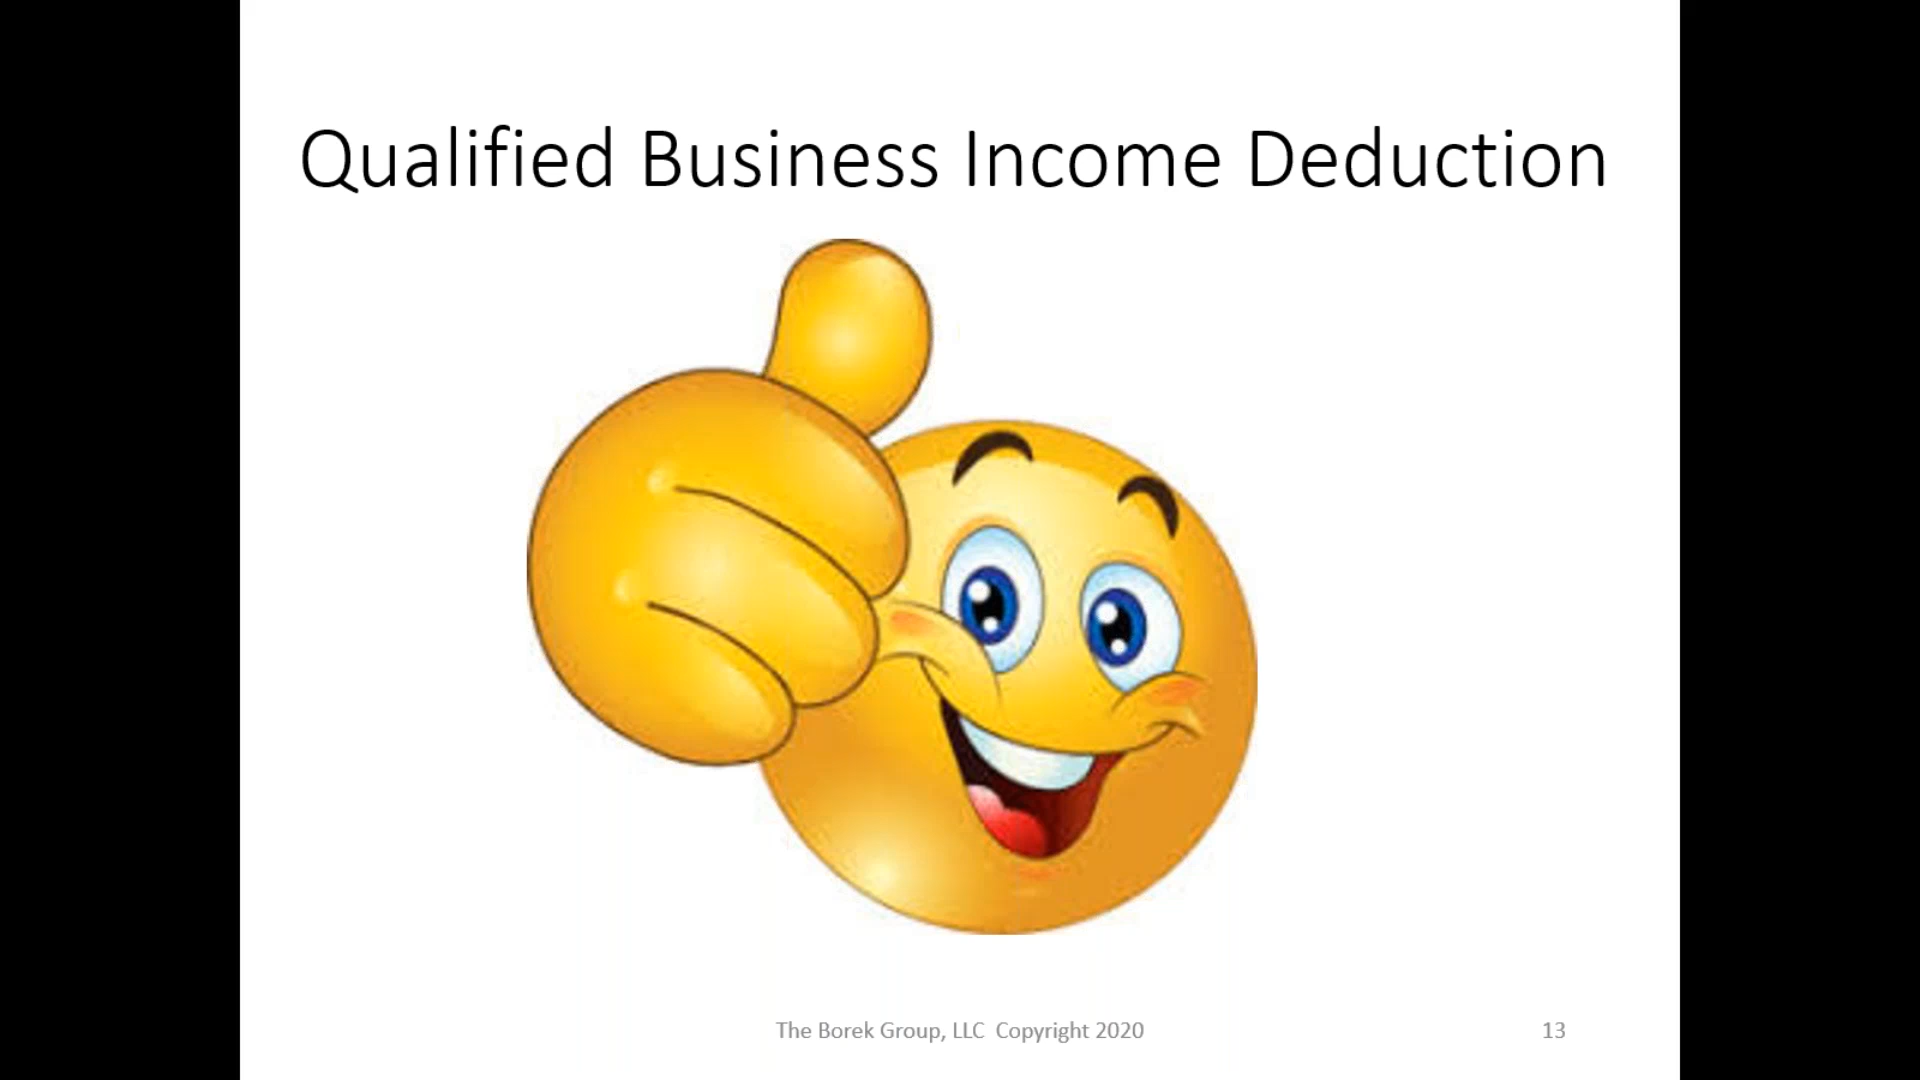 Qualified Business Income Deduction
The Borek Group, LLC  Copyright 2020
13